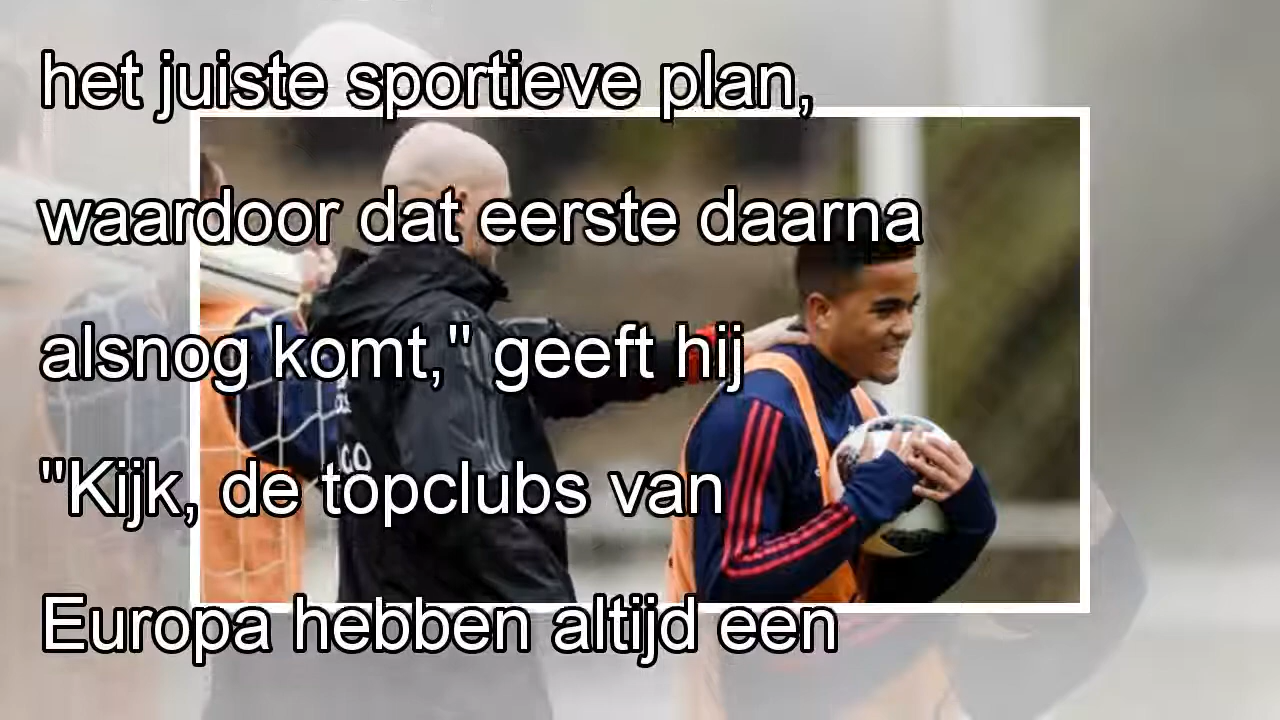 het juiste sportieve plan,
waardoor dat eerste daarna
alsnog komt," geeft hij
"Kijk, de topclubs van
Europa hebben altijd een